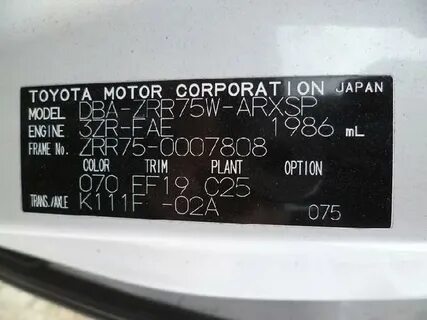 TOYOTA MOTOR CORPORATION JAPAN
MODEL DBA-ZRR75W-ARXSP
ENGINE 3ZR-FAE 1986 mL
FRAME No. ZRR75-0007808
COLOR TRIM PLANT OPTION
070 FF19 C25
TRANS./AXLE K111F -02A 075